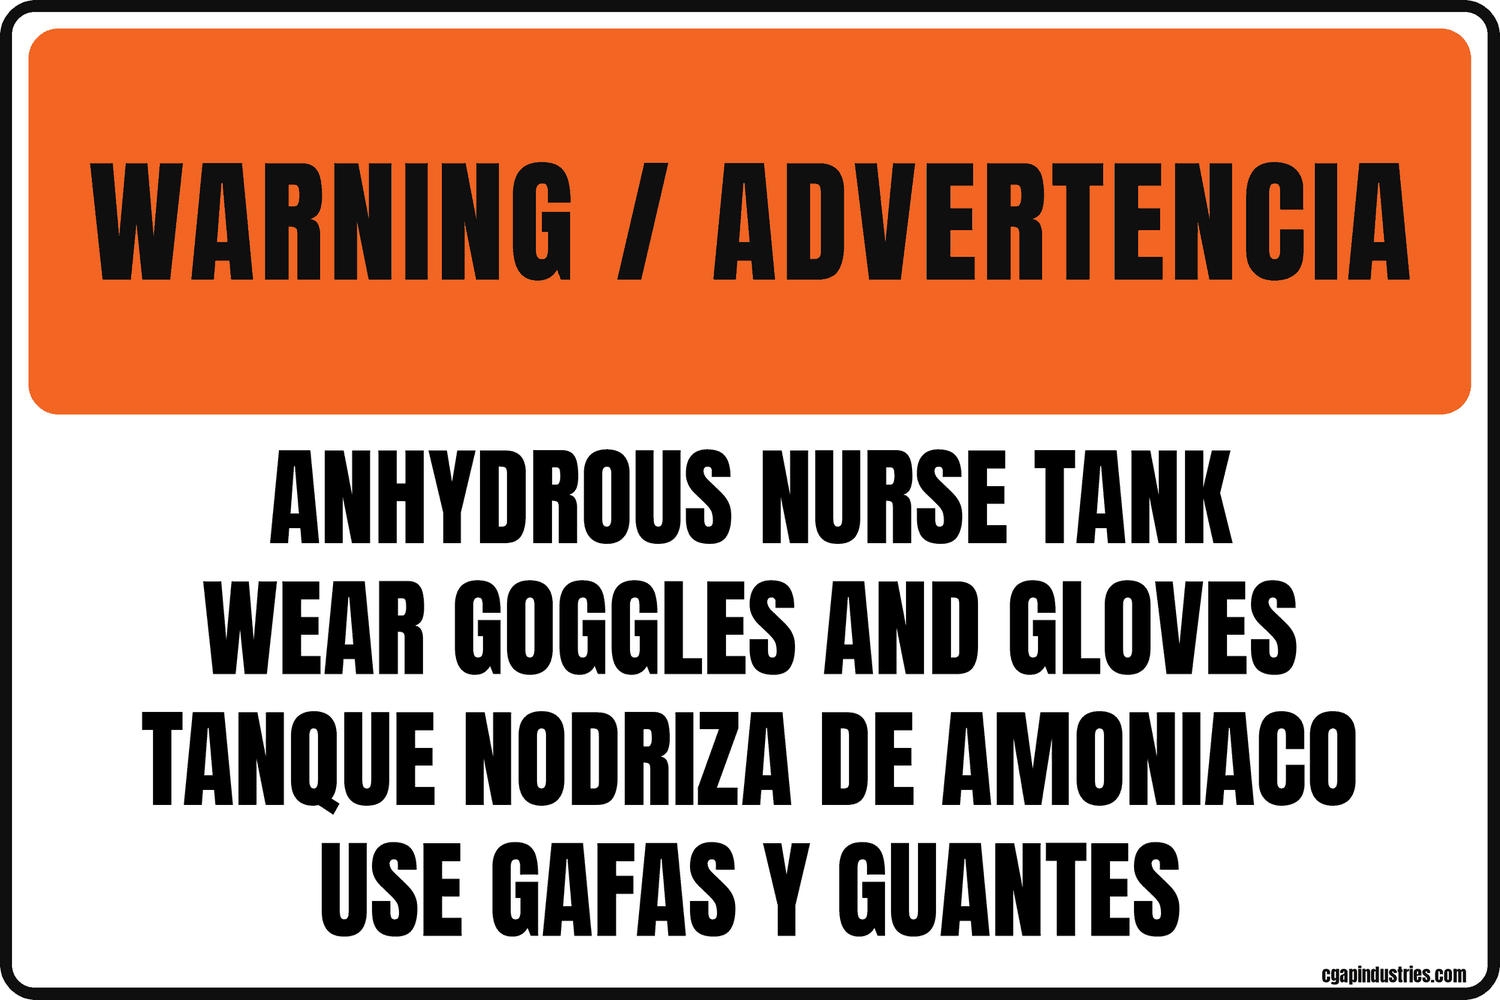 WARNING / ADVERTENCIA
ANHYDROUS NURSE TANK
WEAR GOGGLES AND GLOVES
TANQUE NODRIZA DE AMONIACO
USE GAFAS Y GUANTES
cgapindustries.com